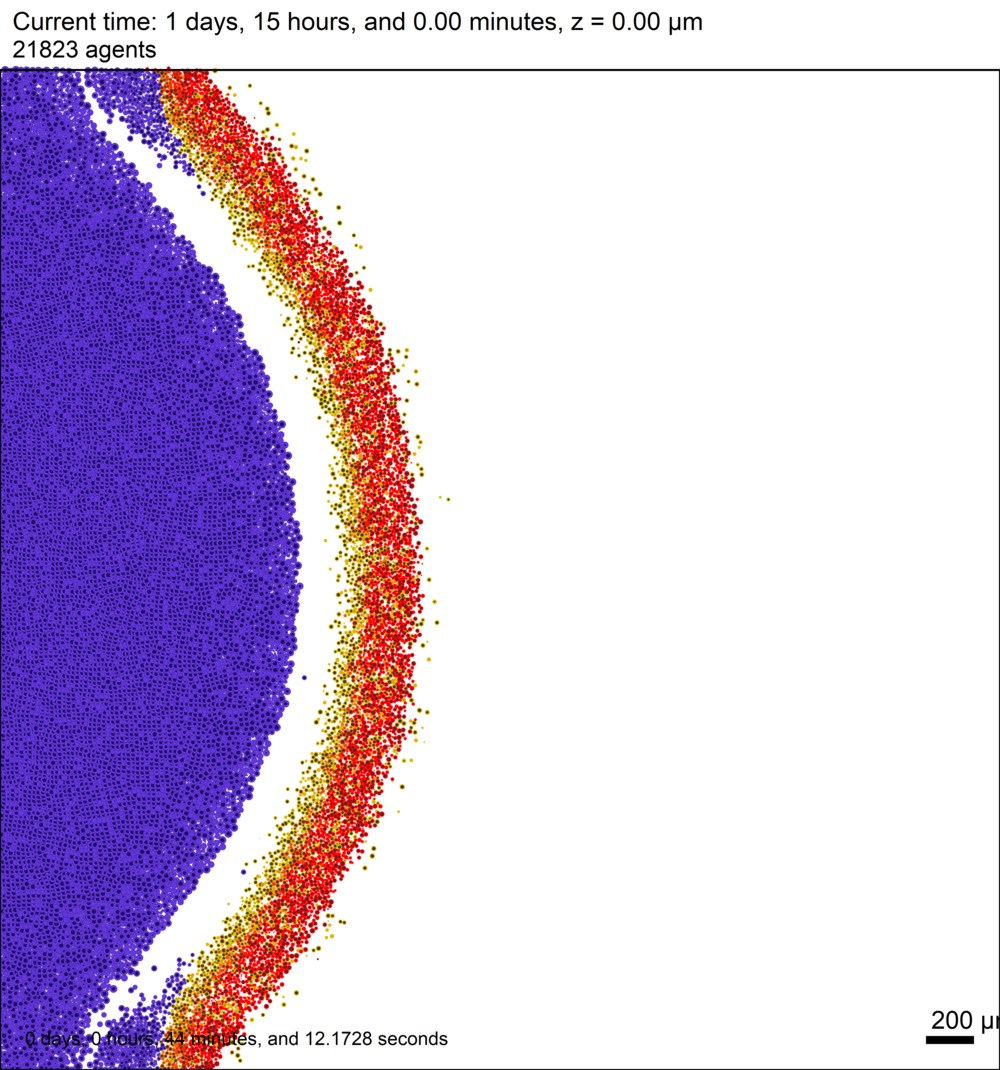 Current time: 1 days, 15 hours, and 0.00 minutes, z = 0.00 μm
21823 agents
200 μ
0 days, 0 hours, 44 minutes, and 12.1728 seconds